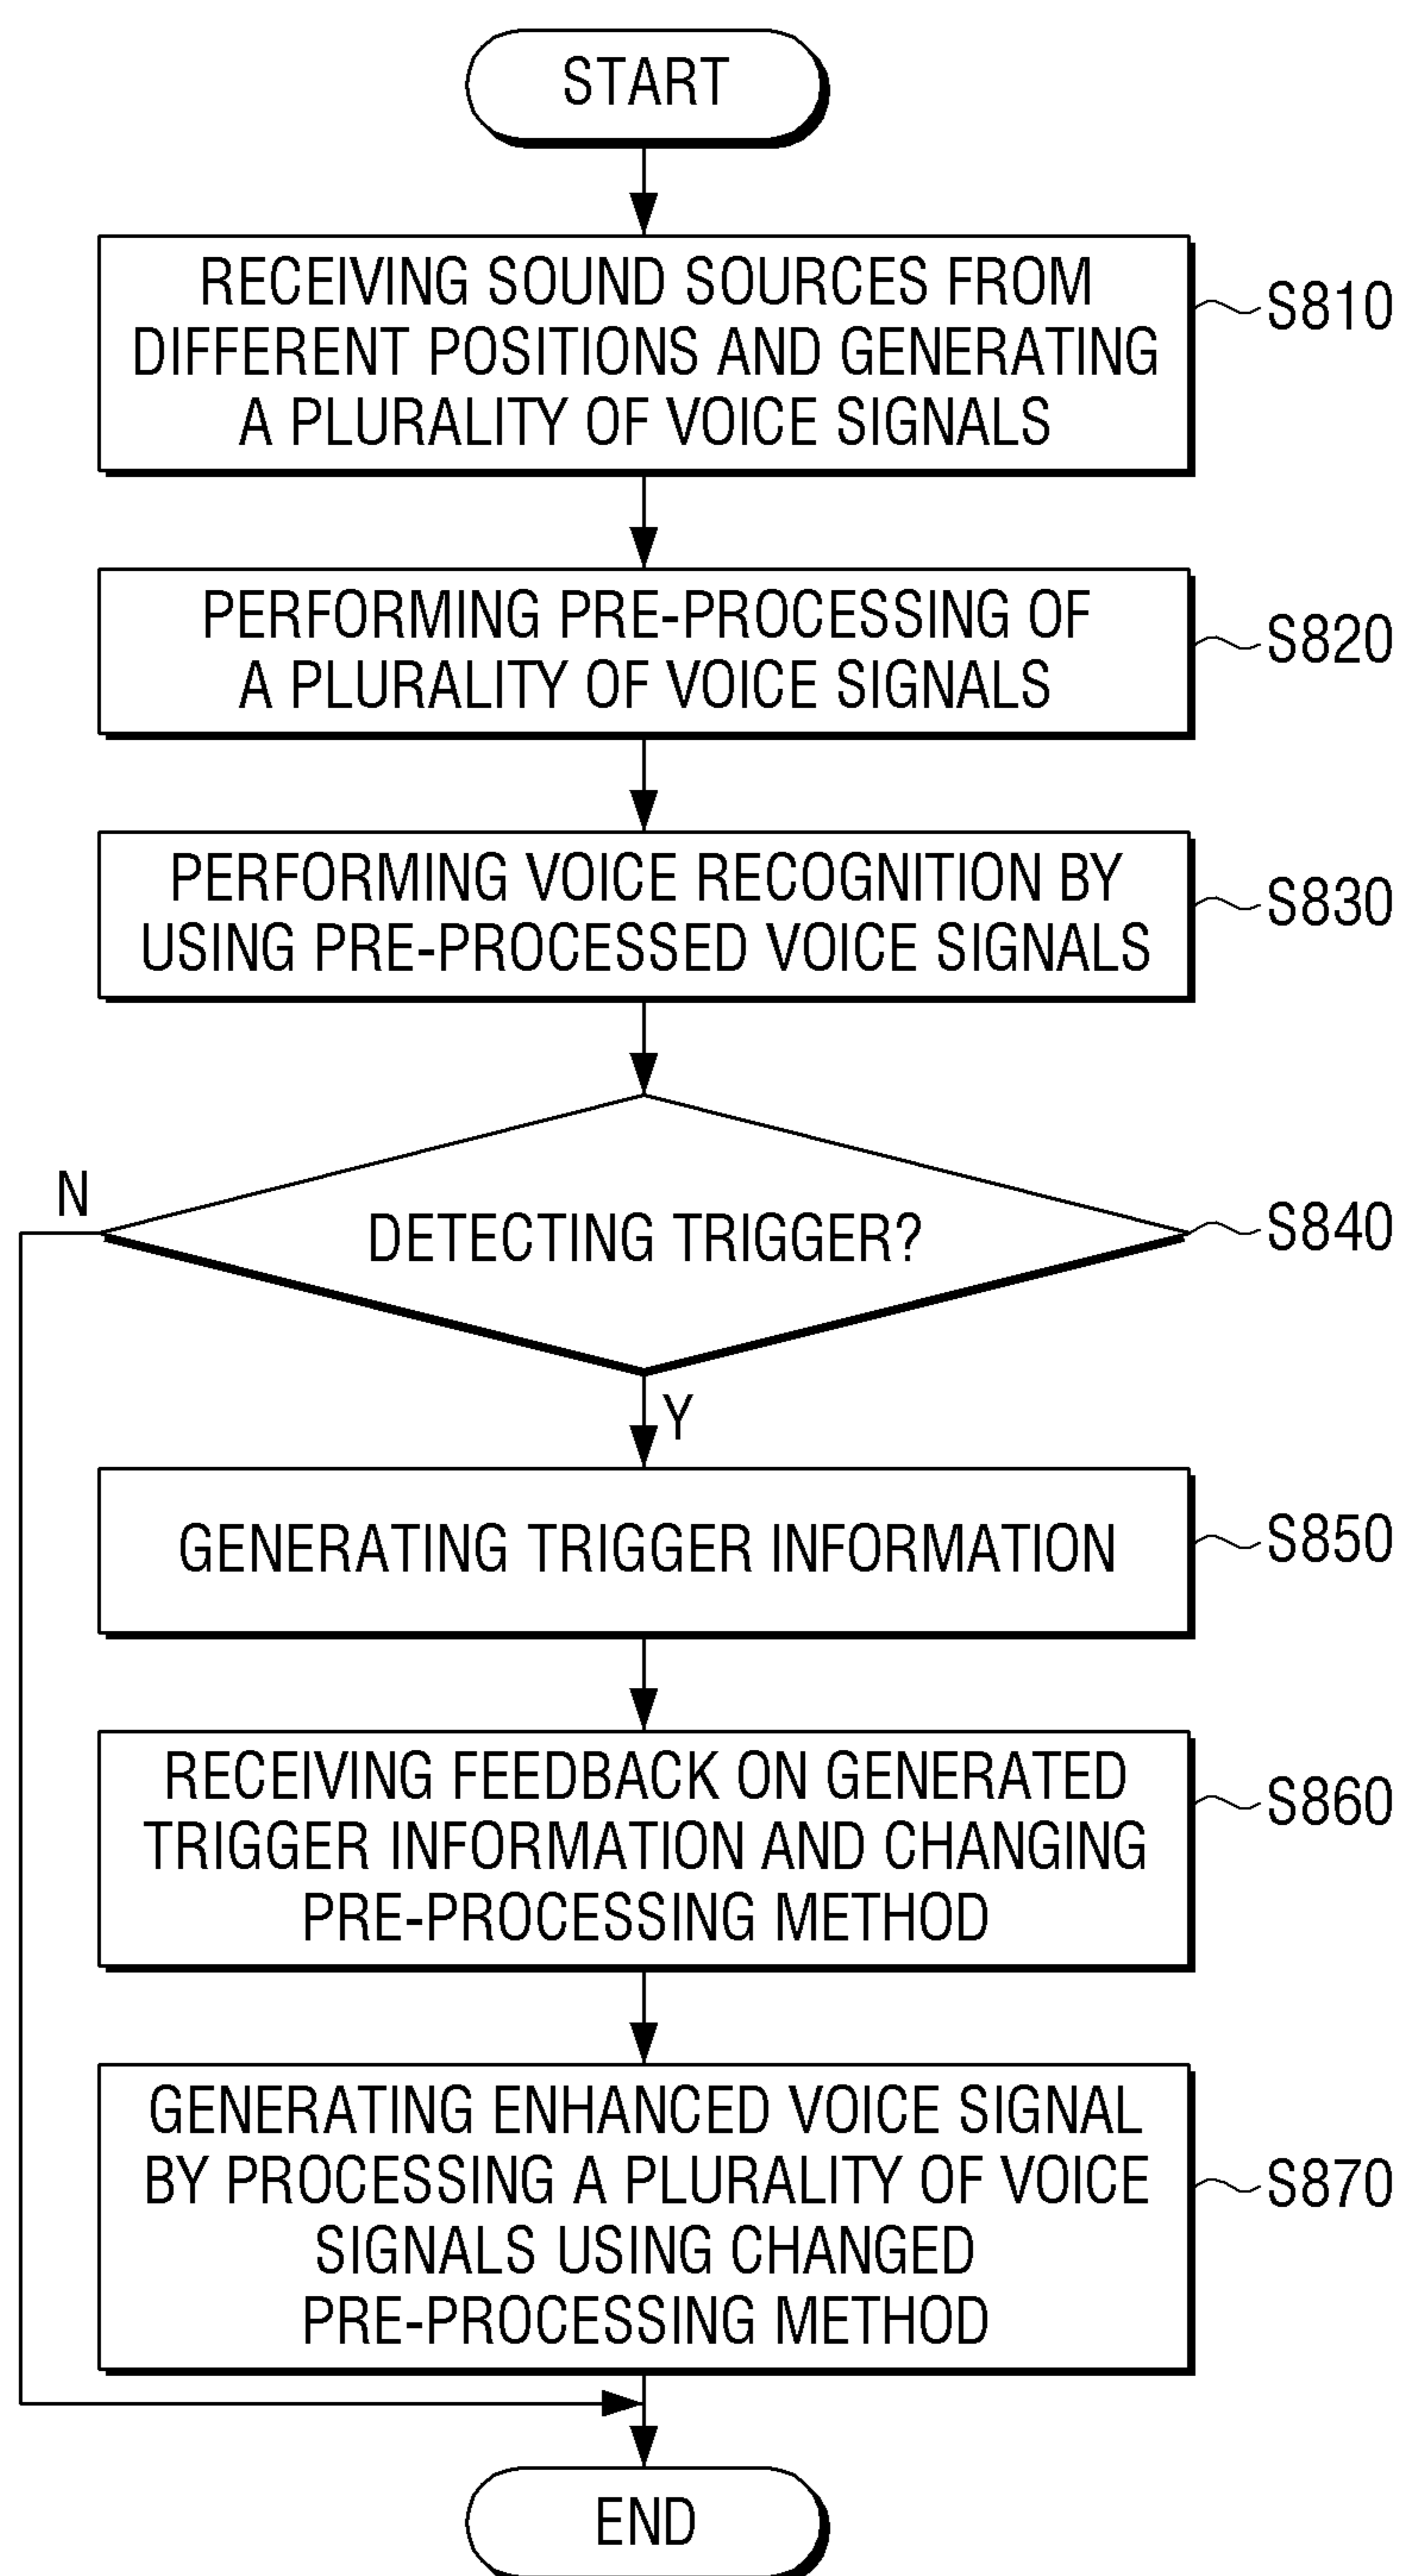 START
RECEIVING SOUND SOURCES FROM
DIFFERENT POSITIONS AND GENERATING
A PLURALITY OF VOICE SIGNALS
S810
PERFORMING PRE-PROCESSING OF
A PLURALITY OF VOICE SIGNALS
S820
PERFORMING VOICE RECOGNITION BY
USING PRE-PROCESSED VOICE SIGNALS
S830
N
DETECTING TRIGGER?
S840
Y
GENERATING TRIGGER INFORMATION
S850
RECEIVING FEEDBACK ON GENERATED
TRIGGER INFORMATION AND CHANGING
PRE-PROCESSING METHOD
S860
GENERATING ENHANCED VOICE SIGNAL
BY PROCESSING A PLURALITY OF VOICE
SIGNALS USING CHANGED
PRE-PROCESSING METHOD
S870
END